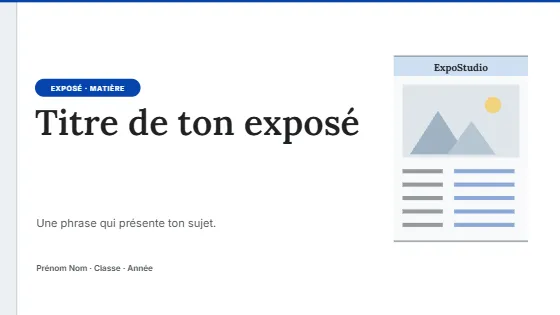 EXPOSÉ · MATIÈRE
Titre de ton exposé
Une phrase qui présente ton sujet.
Prénom Nom · Classe · Année
ExpoStudio